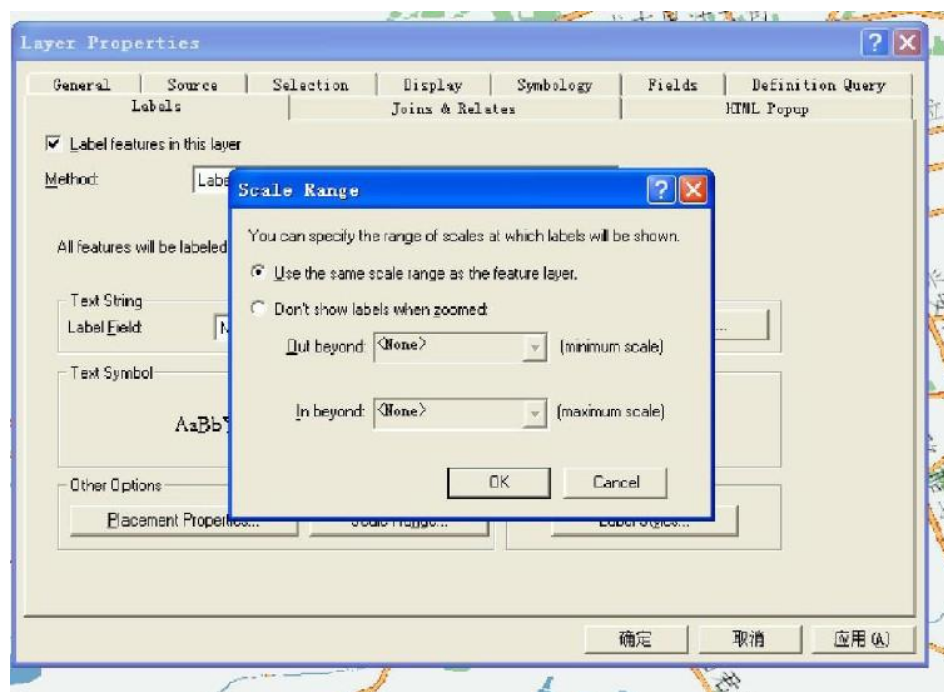 Layer Properties
General Source Selection Display Symbology Fields Definition Query
Labels Joins & Relates HTML Popup
Label features in this layer
Method: Labe
Scale Range
You can specify the range of scales at which labels will be shown.
All features will be labeled
Use the same scale range as the feature layer.
Don't show labels when zoomed:
Text String
Label Field: N
...
Out beyond: <None> (minimum scale)
Text Symbol
In beyond: <None> (maximum scale)
AaBbY
OK Cancel
Other Options
Placement Properties...
确定 取消 应用(A)